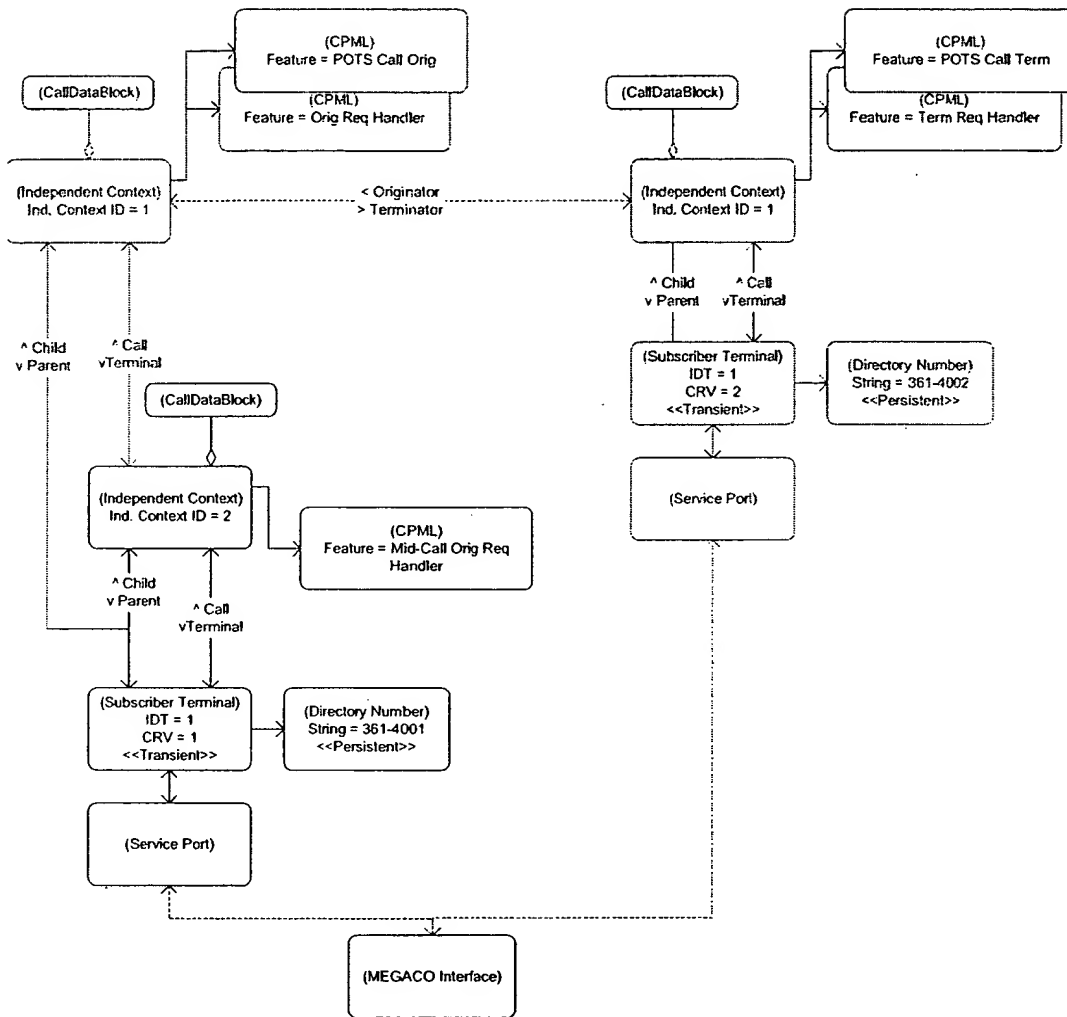 (CPML)
Feature = POTS Call Orig
(CPML)
Feature = Orig Req Handler
(CallDataBlock)
(Independent Context)
Ind. Context ID = 1
< Originator
> Terminator
(CPML)
Feature = POTS Call Term
(CPML)
Feature = Term Req Handler
(CallDataBlock)
(Independent Context)
Ind. Context ID = 1
^ Child
v Parent
^ Call
vTerminal
(Subscriber Terminal)
IDT = 1
CRV = 2
<<Transient>>
(Directory Number)
String = 361-4002
<<Persistent>>
(Service Port)
^ Child
v Parent
^ Call
vTerminal
(CallDataBlock)
(Independent Context)
Ind. Context ID = 2
(CPML)
Feature = Mid-Call Orig Req
Handler
^ Child
v Parent
^ Call
vTerminal
(Subscriber Terminal)
IDT = 1
CRV = 1
<<Transient>>
(Directory Number)
String = 361-4001
<<Persistent>>
(Service Port)
(MEGACO Interface)